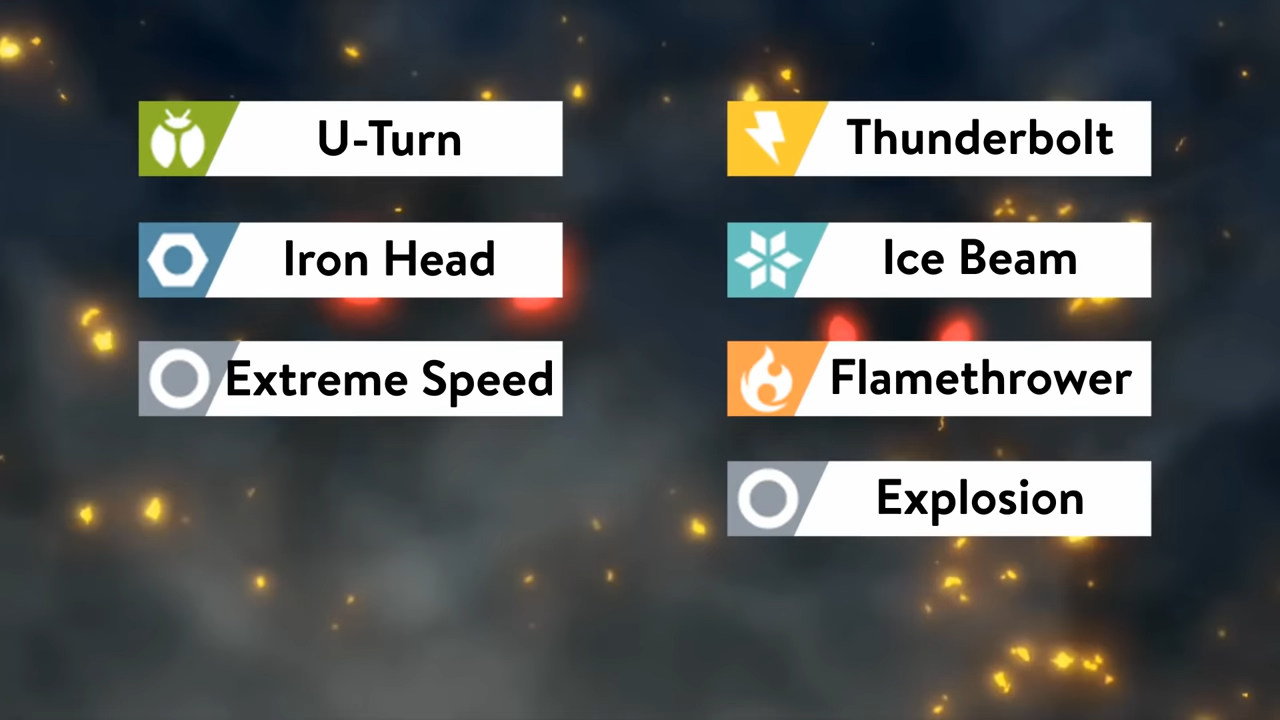 U-Turn
Iron Head
Extreme Speed
Thunderbolt
Ice Beam
Flamethrower
Explosion